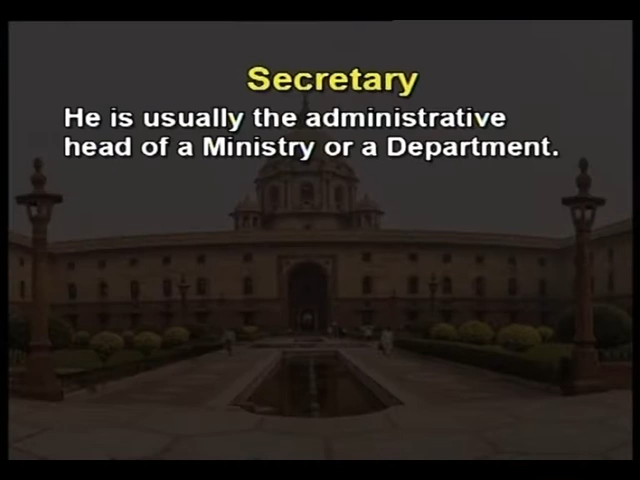 Secretary
He is usually the administrative
head of a Ministry or a Department.